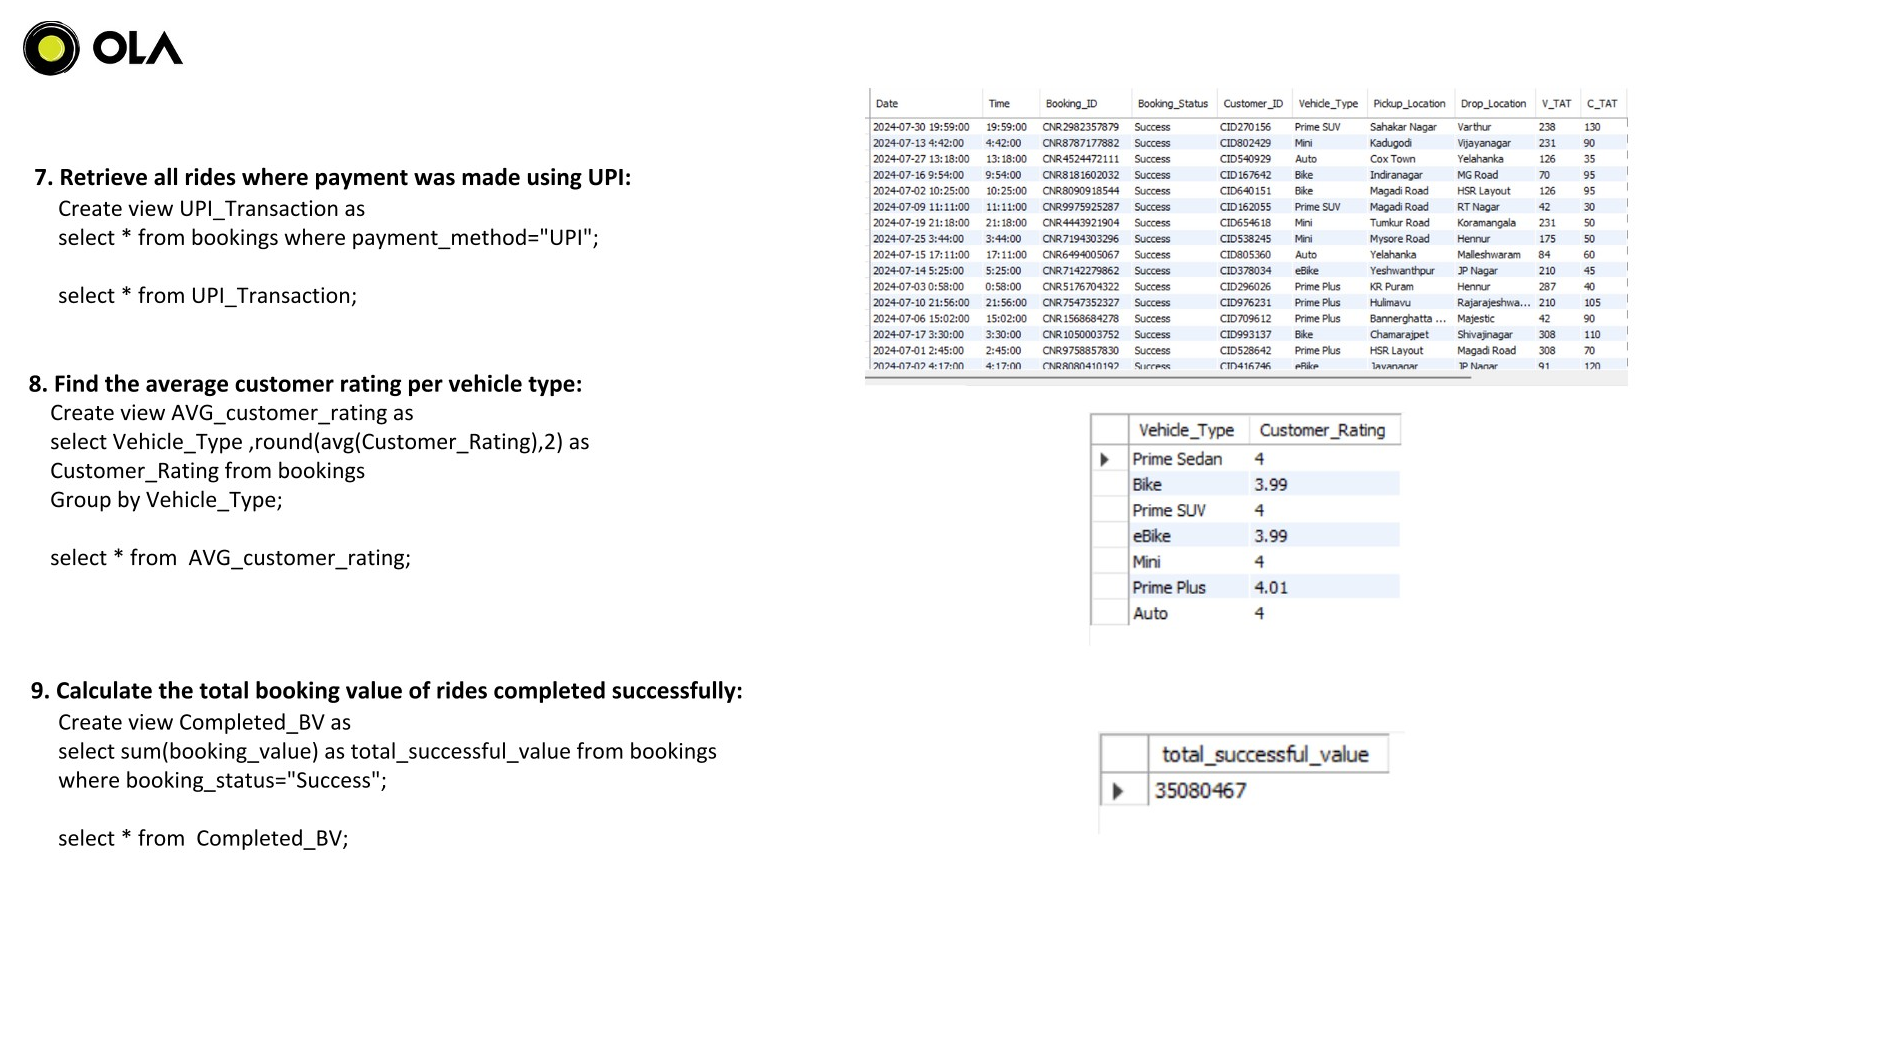 OLA
7. Retrieve all rides where payment was made using UPI:
Create view UPI_Transaction as
select * from bookings where payment_method="UPI";
select * from UPI_Transaction;
8. Find the average customer rating per vehicle type:
Create view AVG_customer_rating as
select Vehicle_Type ,round(avg(Customer_Rating),2) as
Customer_Rating from bookings
Group by Vehicle_Type;
select * from  AVG_customer_rating;
9. Calculate the total booking value of rides completed successfully:
Create view Completed_BV as
select sum(booking_value) as total_successful_value from bookings
where booking_status="Success";
select * from  Completed_BV;
Date Time Booking_ID Booking_Status Customer_ID Vehicle_Type Pickup_Location Drop_Location V_TAT C_TAT
2024-07-30 19:59:00 19:59:00 CNR2982357879 Success CID270156 Prime SUV Sahakar Nagar Varthur 238 130
2024-07-13 4:42:00 4:42:00 CNR8787177882 Success CID802429 Mini Kadugodi Vijayanagar 231 90
2024-07-27 13:18:00 13:18:00 CNR4524472111 Success CID540929 Auto Cox Town Yelahanka 126 35
2024-07-16 9:54:00 9:54:00 CNR8181602032 Success CID167642 Bike Indiranagar MG Road 70 95
2024-07-02 10:25:00 10:25:00 CNR8090918544 Success CID640151 Bike Magadi Road HSR Layout 126 95
2024-07-09 11:11:00 11:11:00 CNR9975925287 Success CID162055 Prime SUV Magadi Road RT Nagar 42 30
2024-07-19 21:18:00 21:18:00 CNR4443921904 Success CID654618 Mini Tumkur Road Koramangala 231 50
2024-07-25 3:44:00 3:44:00 CNR7194303296 Success CID538245 Mini Mysore Road Hennur 175 50
2024-07-15 17:11:00 17:11:00 CNR6494005067 Success CID805360 Auto Yelahanka Malleshwaram 84 60
2024-07-14 5:25:00 5:25:00 CNR7142279862 Success CID378034 eBike Yeshwanthpur JP Nagar 210 45
2024-07-03 0:58:00 0:58:00 CNR5176704322 Success CID296026 Prime Plus KR Puram Hennur 287 40
2024-07-10 21:56:00 21:56:00 CNR7547352327 Success CID976231 Prime Plus Hulimavu Rajarajeshwa... 210 105
2024-07-06 15:02:00 15:02:00 CNR1568684278 Success CID709612 Prime Plus Bannerghatta ... Majestic 42 90
2024-07-17 3:30:00 3:30:00 CNR1050003752 Success CID993137 Bike Chamarajpet Shivajinagar 308 110
2024-07-01 2:45:00 2:45:00 CNR9758857830 Success CID528642 Prime Plus HSR Layout Magadi Road 308 70
2024-07-02 4:17:00 4:17:00 CNR8080410192 Success CID416746 eBike Jayanagar JP Nagar 91 120
Vehicle_Type Customer_Rating
Prime Sedan 4
Bike 3.99
Prime SUV 4
eBike 3.99
Mini 4
Prime Plus 4.01
Auto 4
total_successful_value
35080467